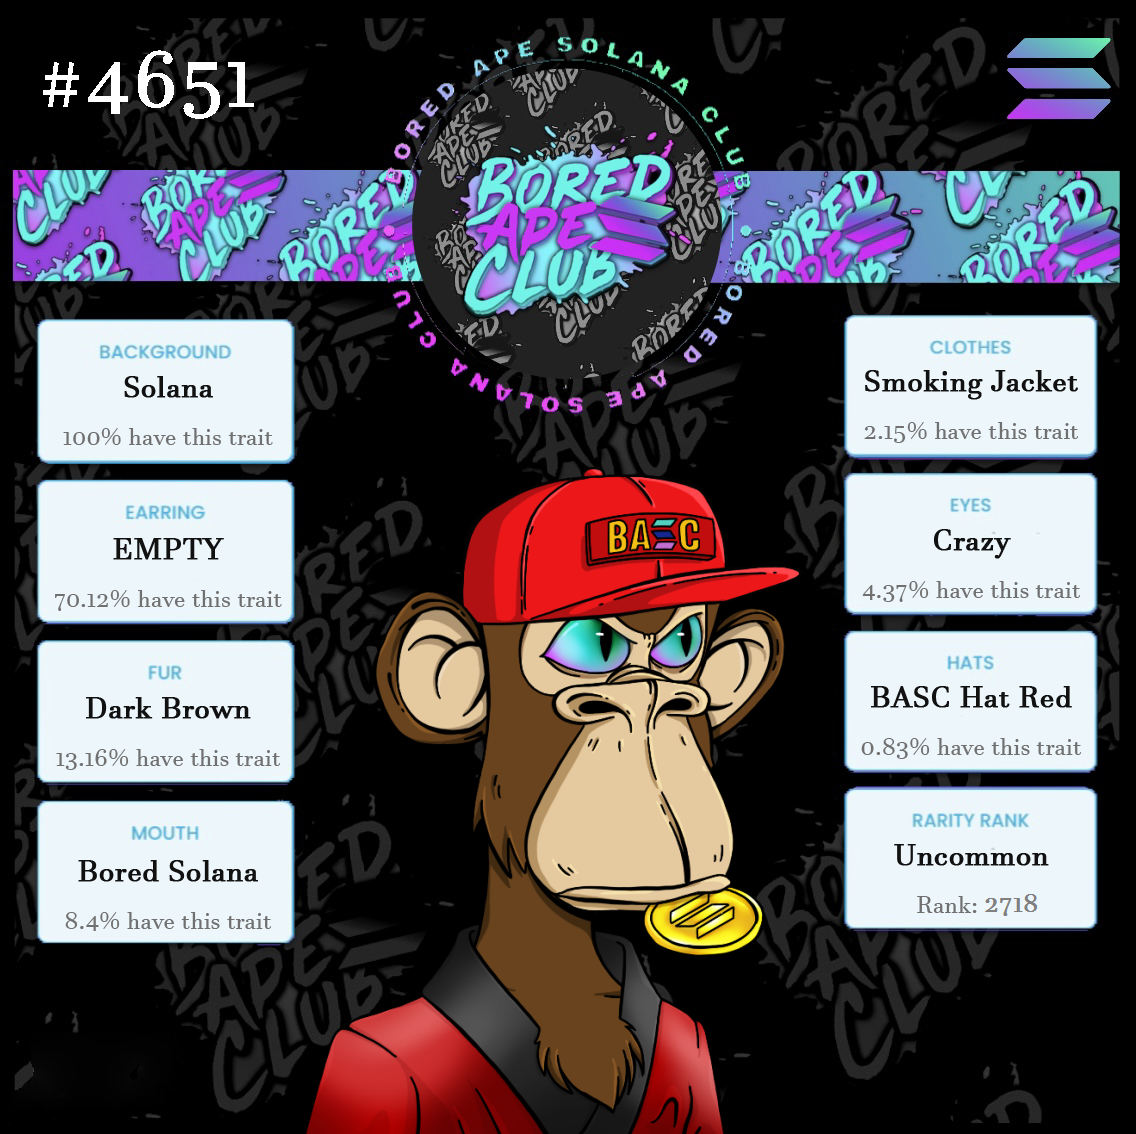 #4651
BORED APE SOLANA CLUB
BORED APE SOLANA CLUB
BORED
APE
CLUB
BACKGROUND
Solana
100% have this trait
EARRING
EMPTY
70.12% have this trait
FUR
Dark Brown
13.16% have this trait
MOUTH
Bored Solana
8.4% have this trait
CLOTHES
Smoking Jacket
2.15% have this trait
EYES
Crazy
4.37% have this trait
HATS
BASC Hat Red
0.83% have this trait
RARITY RANK
Uncommon
Rank: 2718
BASC